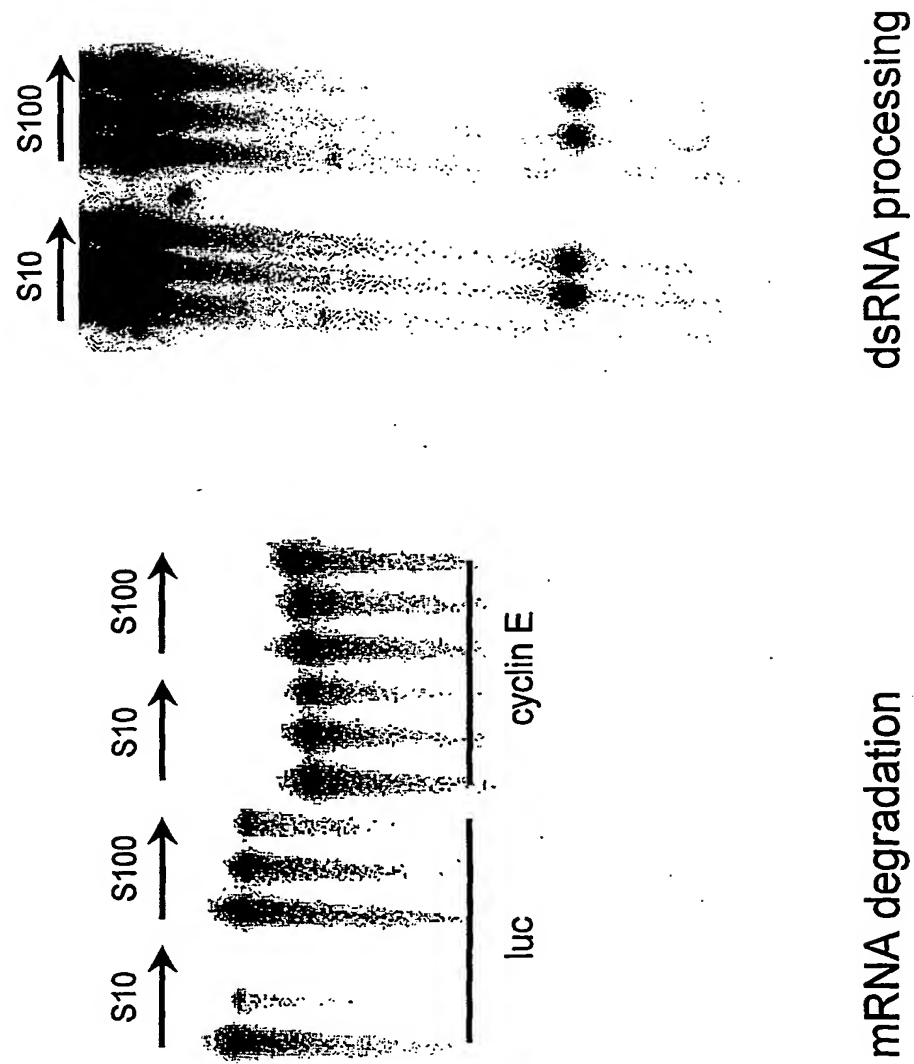 S10 S100 S10 S100
luc cyclin E
mRNA degradation
S10 S100
dsRNA processing